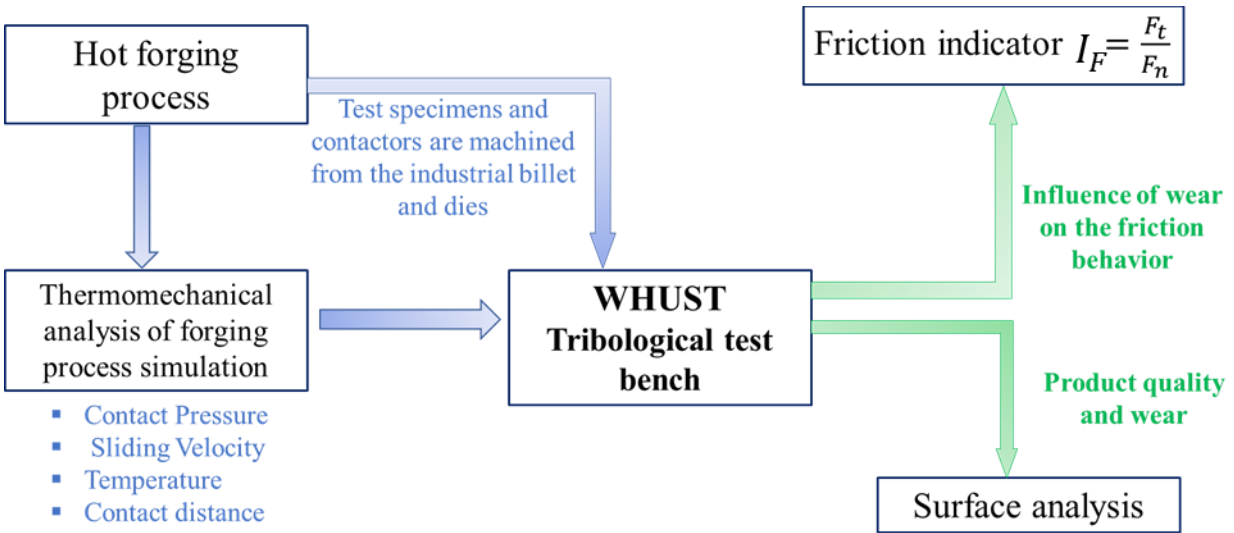 Hot forging
process
Test specimens and
contactors are machined
from the industrial billet
and dies
Thermomechanical
analysis of forging
process simulation
▪ Contact Pressure
▪ Sliding Velocity
▪ Temperature
▪ Contact distance
WHUST
Tribological test
bench
Friction indicator I_F = F_t / F_n
Influence of wear
on the friction
behavior
Product quality
and wear
Surface analysis